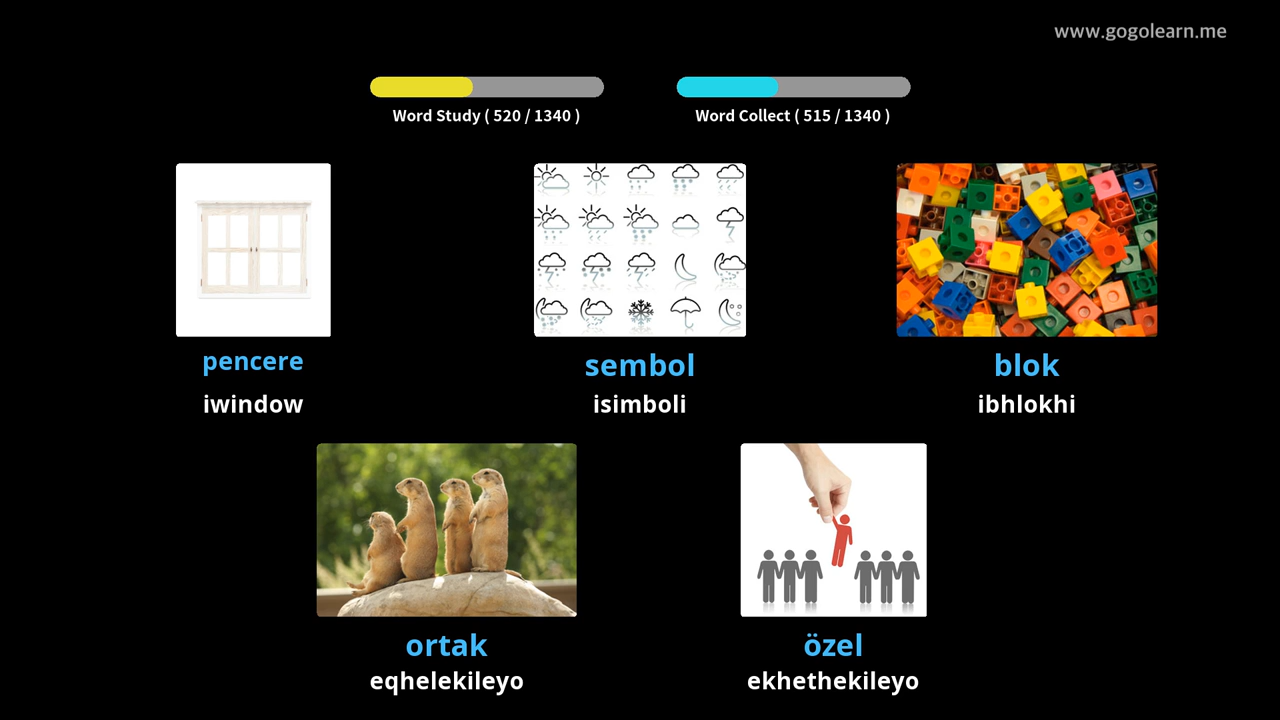 www.gogolearn.me
Word Study ( 520 / 1340 )
Word Collect ( 515 / 1340 )
pencere
iwindow
sembol
isimboli
blok
ibhlokhi
ortak
eqhelekileyo
özel
ekhethekileyo